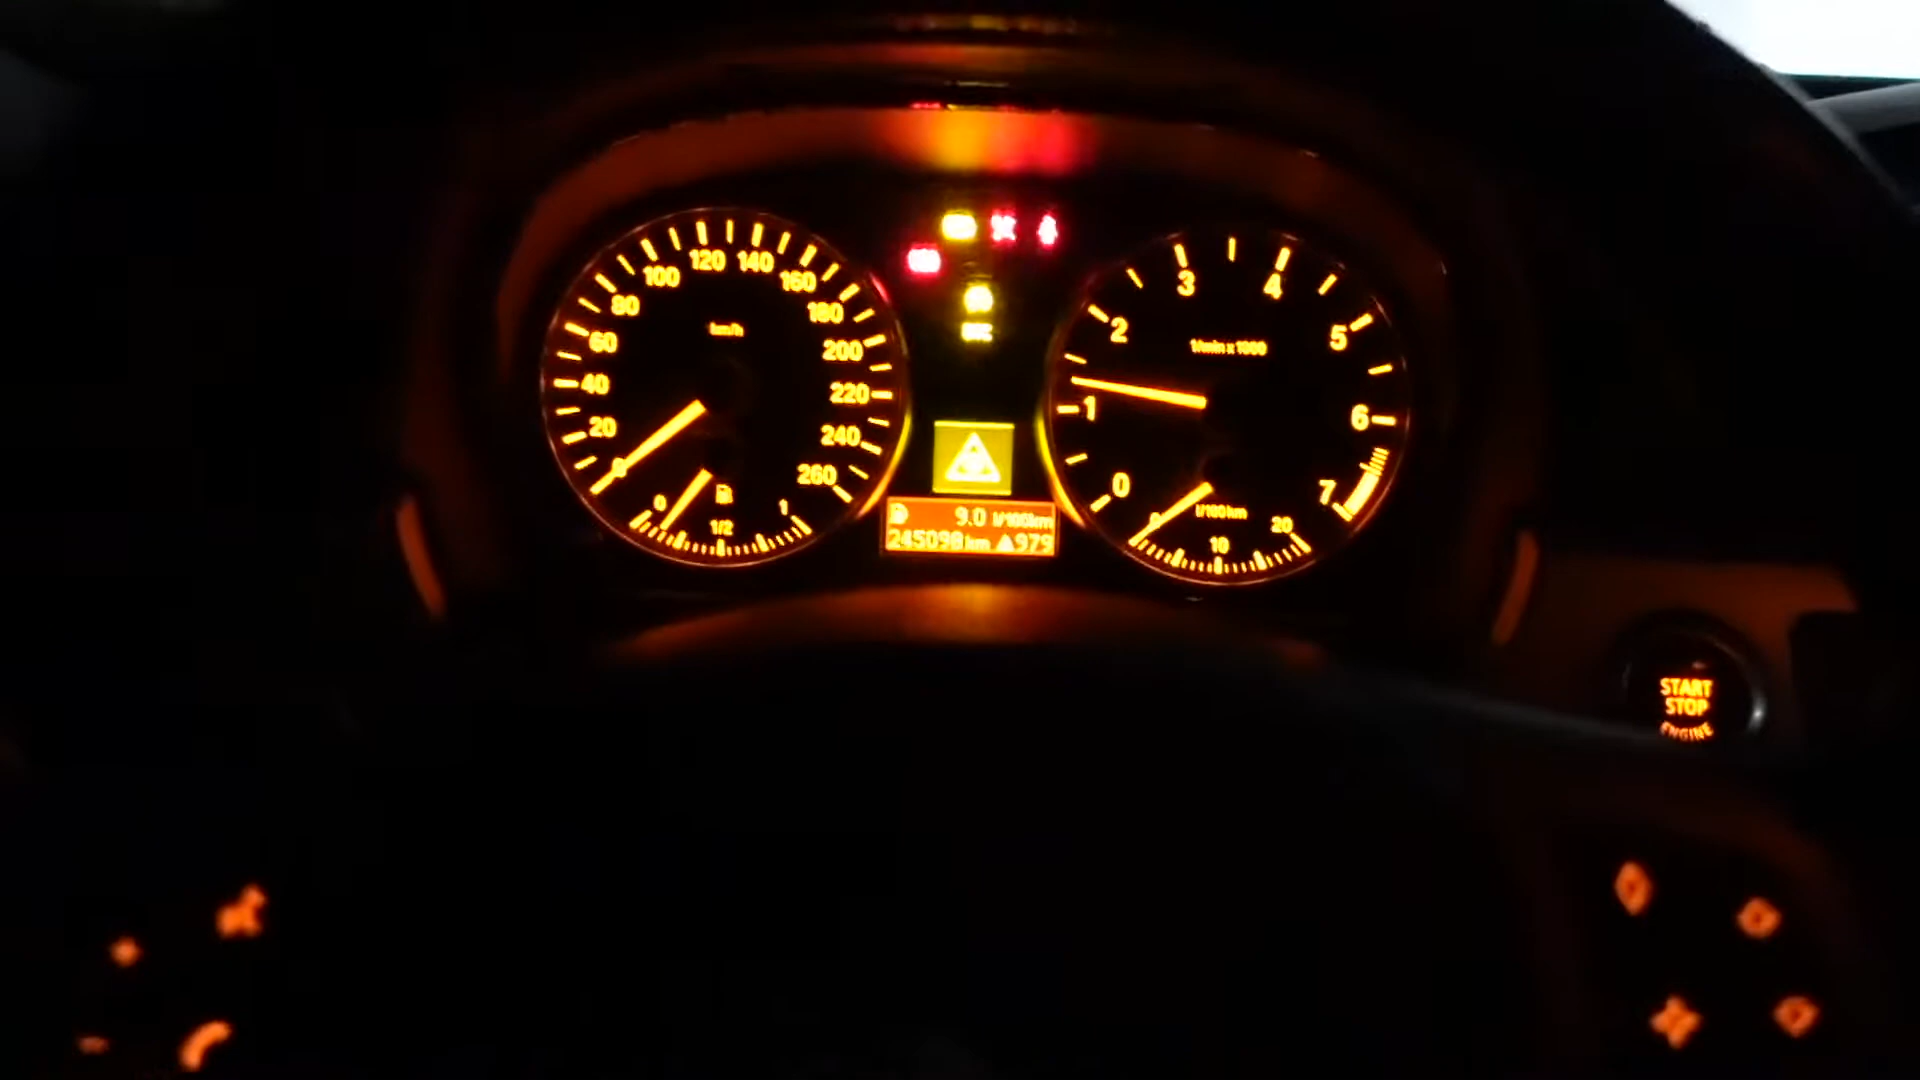 120 140
100 160
80 180
60 200
40 220
20 240
0 260
km/h
0 1/2 1
9.0 l/100km
245098km 979
3 4
2 5
1 6
0 7
1/min x 1000
l/100 km
0 10 20
START
STOP
ENGINE